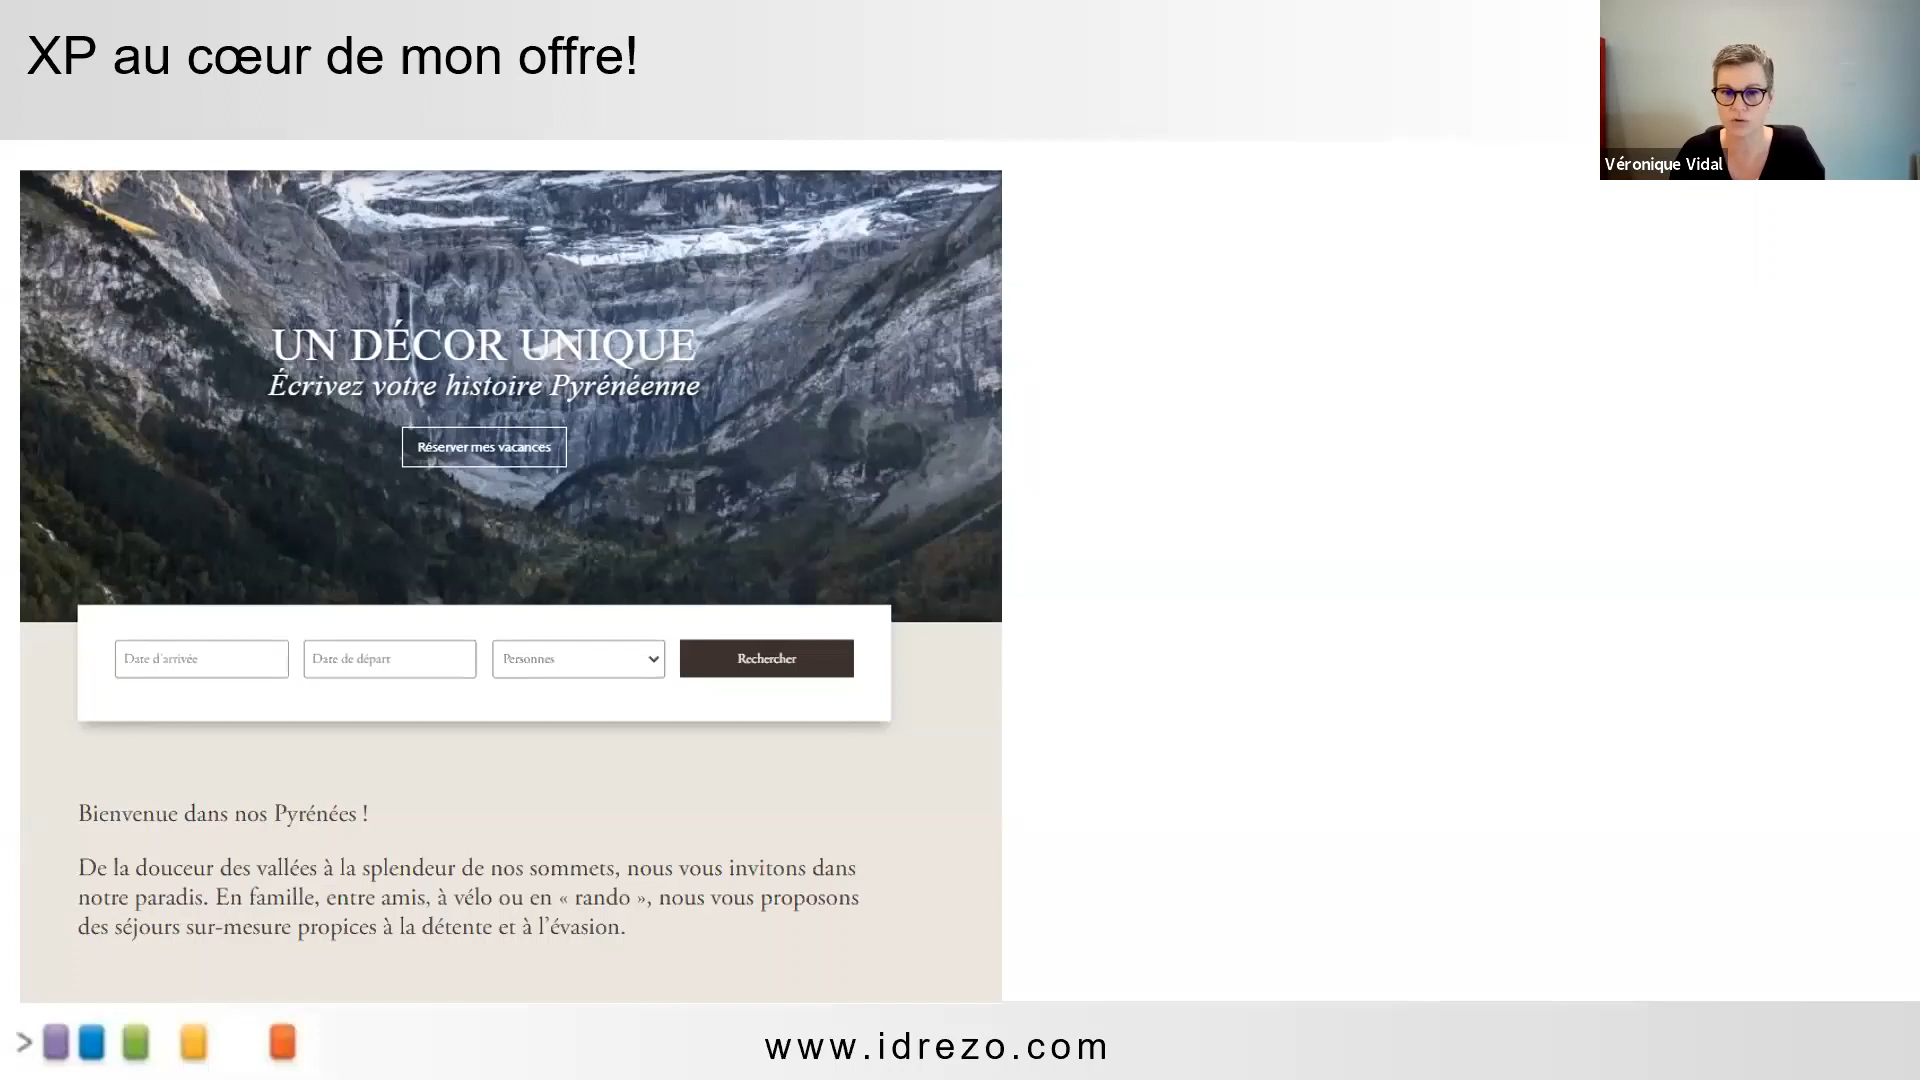 XP au cœur de mon offre!
Véronique Vidal
UN DÉCOR UNIQUE
Écrivez votre histoire Pyrénéenne
Réserver mes vacances
Date d'arrivée
Date de départ
Personnes
Rechercher
Bienvenue dans nos Pyrénées !
De la douceur des vallées à la splendeur de nos sommets, nous vous invitons dans
notre paradis. En famille, entre amis, à vélo ou en « rando », nous vous proposons
des séjours sur-mesure propices à la détente et à l'évasion.
www.idrezo.com